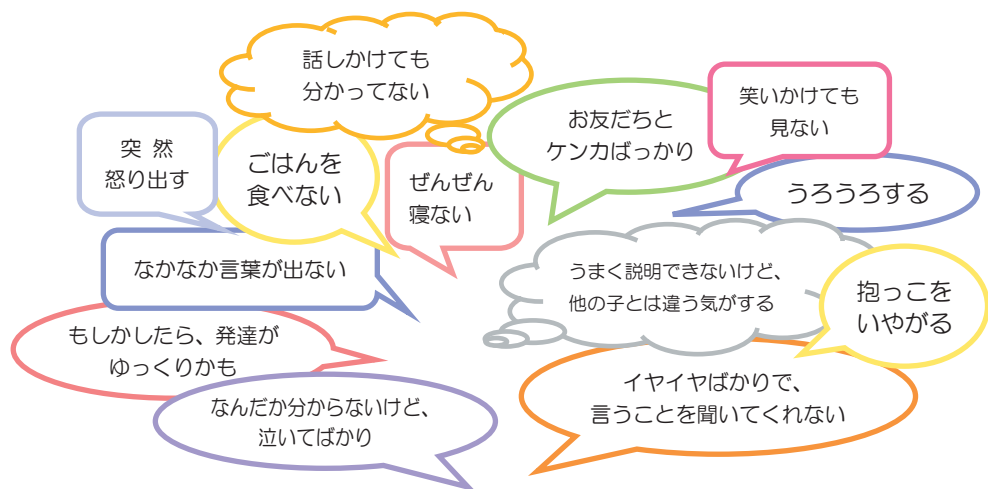 話しかけても
分かってない
突 然
怒り出す
ごはんを
食べない
ぜんぜん
寝ない
お友だちと
ケンカばっかり
笑いかけても
見ない
うろうろする
なかなか言葉が出ない
うまく説明できないけど、
他の子とは違う気がする
抱っこを
いやがる
もしかしたら、発達が
ゆっくりかも
なんだか分からないけど、
泣いてばかり
イヤイヤばかりで、
言うことを聞いてくれない